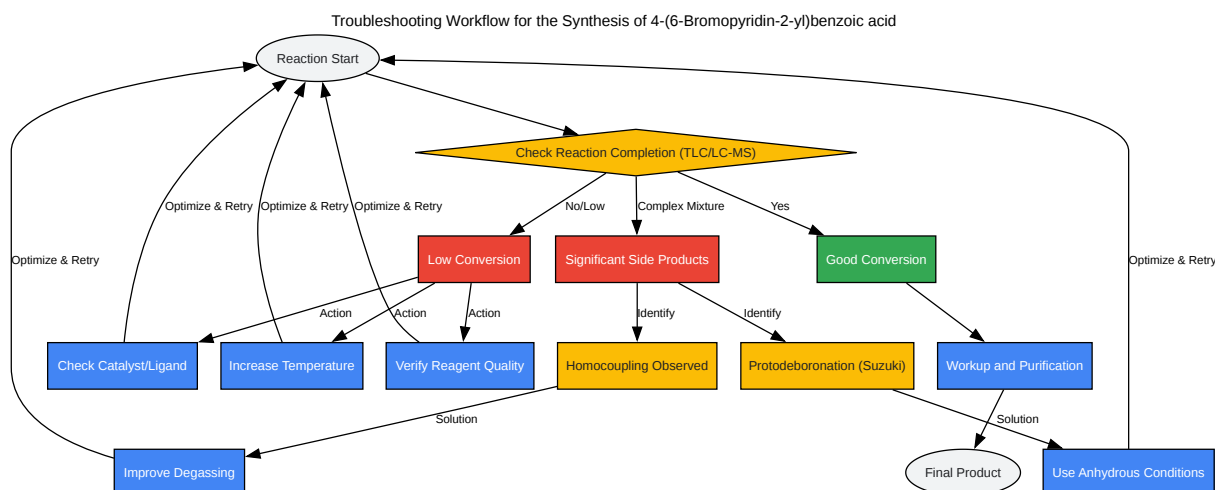 Troubleshooting Workflow for the Synthesis of 4-(6-Bromopyridin-2-yl)benzoic acid
Reaction Start
Check Reaction Completion (TLC/LC-MS)
Optimize & Retry
Optimize & Retry
Optimize & Retry
No/Low
Complex Mixture
Yes
Optimize & Retry
Low Conversion
Significant Side Products
Good Conversion
Optimize & Retry
Action
Action
Action
Identify
Identify
Check Catalyst/Ligand
Increase Temperature
Verify Reagent Quality
Homocoupling Observed
Protodeboronation (Suzuki)
Workup and Purification
Solution
Solution
Improve Degassing
Final Product
Use Anhydrous Conditions